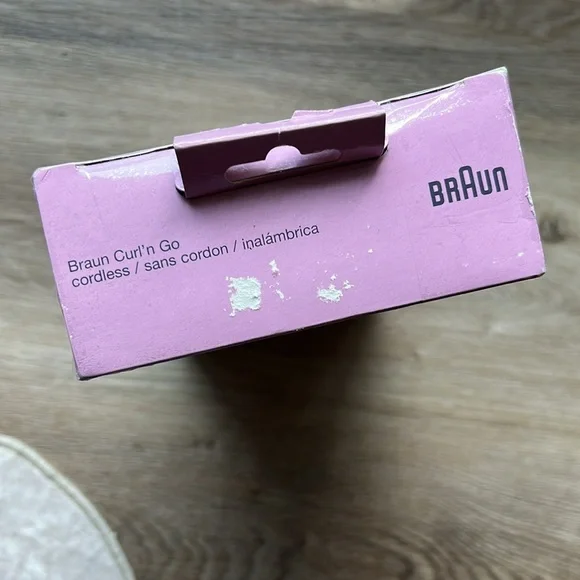 BRAUN
Braun Curl'n Go
cordless / sans cordon / inalámbrica